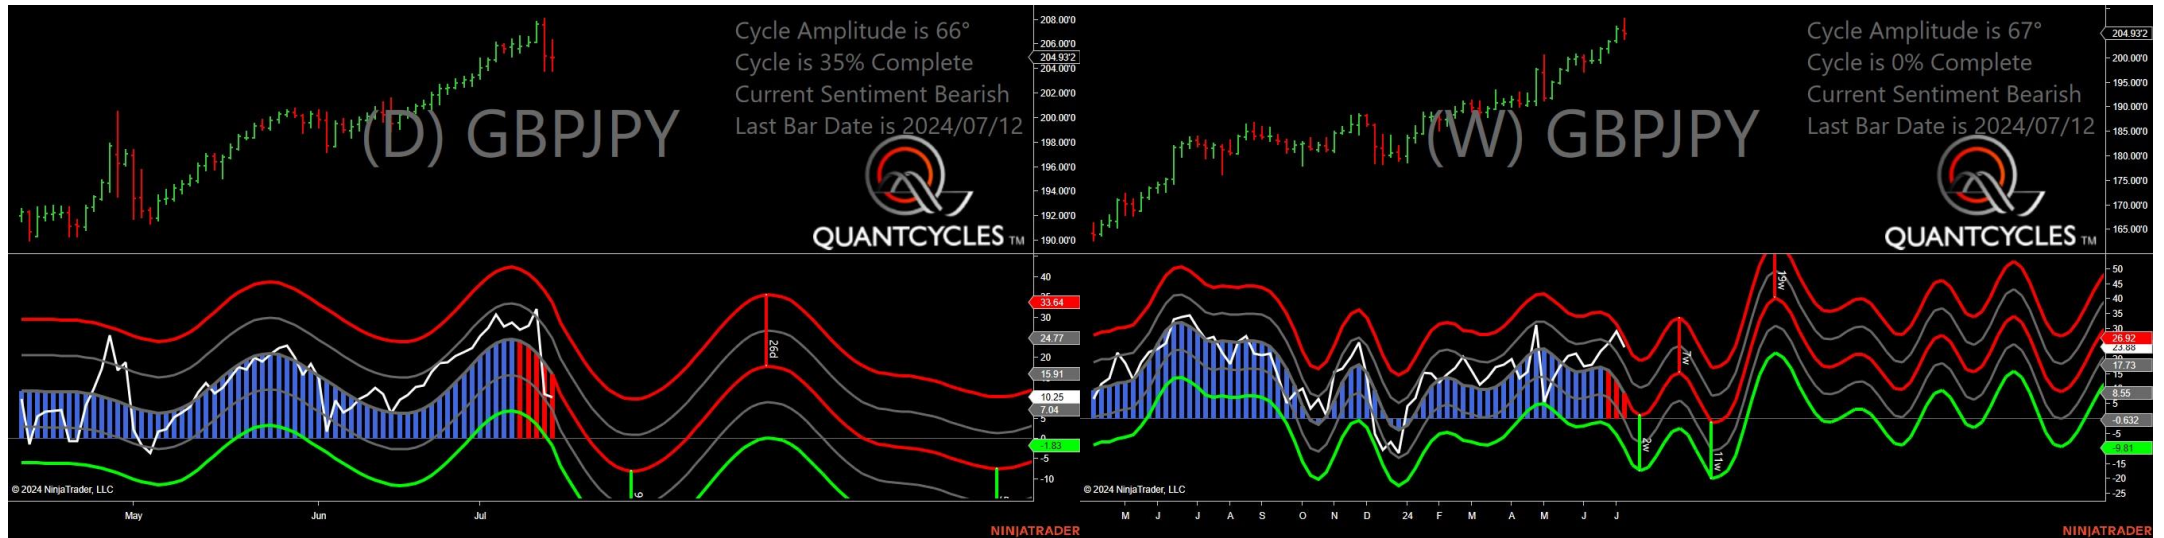 Cycle Amplitude is 66°
Cycle is 35% Complete
Current Sentiment Bearish
Last Bar Date is 2024/07/12
(D) GBPJPY
QUANTCYCLES TM
208.00'0
206.00'0
204.93'2
204.00'0
202.00'0
200.00'0
198.00'0
196.00'0
194.00'0
192.00'0
190.00'0
40
33.64
30
24.77
20
15.91
10.25
7.04
-1.83
-5
-10
26d
9
© 2024 NinjaTrader, LLC
May Jun Jul
NINJATRADER
Cycle Amplitude is 67°
Cycle is 0% Complete
Current Sentiment Bearish
Last Bar Date is 2024/07/12
(W) GBPJPY
QUANTCYCLES TM
204.93'2
200.00'0
195.00'0
190.00'0
185.00'0
180.00'0
175.00'0
170.00'0
165.00'0
50
45
40
35
30
26.92
23.88
17.73
15
8.55
5
-0.632
-5
-9.81
-15
-20
-25
2w
7w
11w
19w
© 2024 NinjaTrader, LLC
M J J A S O N D 24 F M A M J J
NINJATRADER